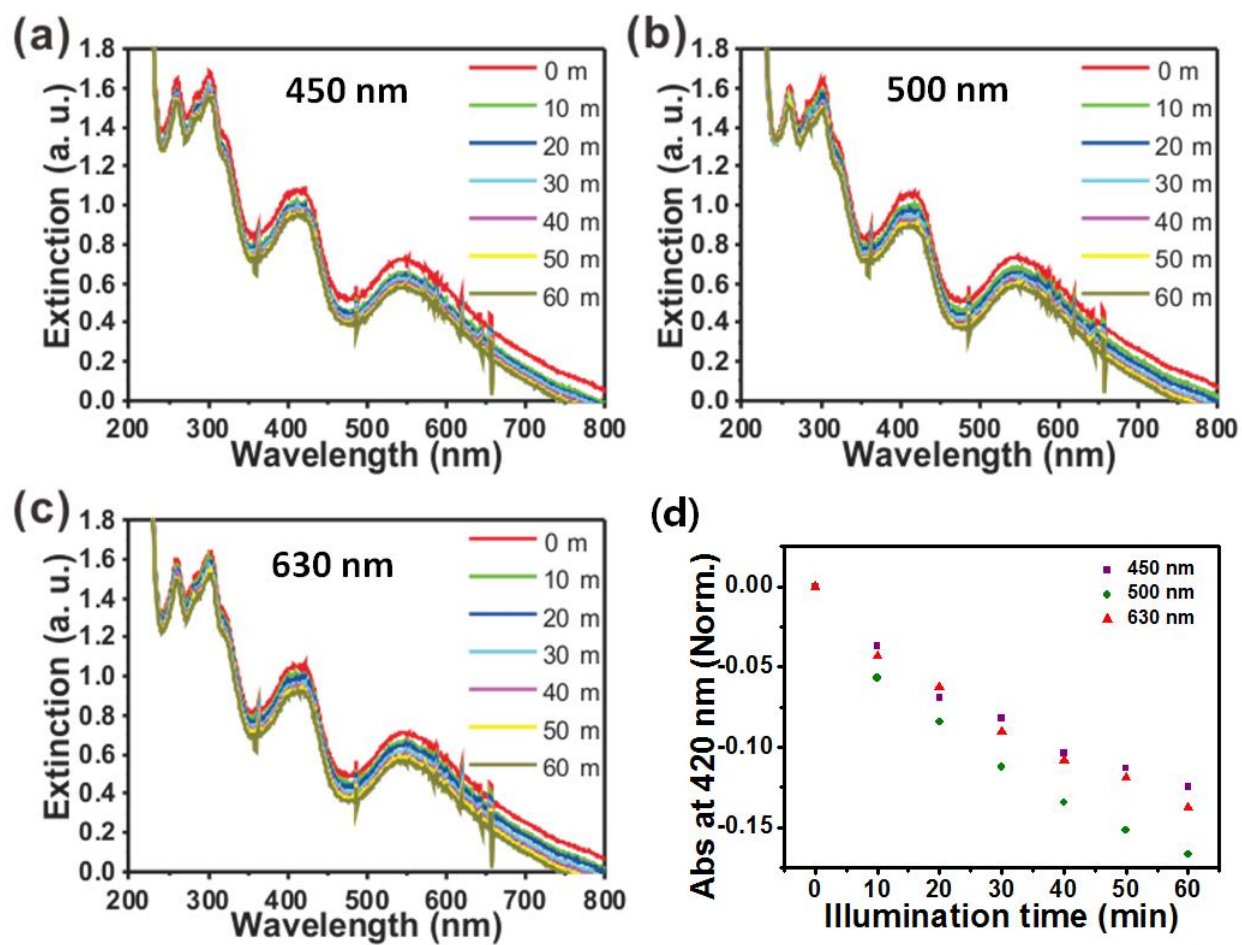 (a)
1.8
1.6
1.4
1.2
1.0
0.8
0.6
0.4
0.2
0.0
Extinction (a. u.)
450 nm
0 m
10 m
20 m
30 m
40 m
50 m
60 m
200 300 400 500 600 700 800
Wavelength (nm)
(b)
1.8
1.6
1.4
1.2
1.0
0.8
0.6
0.4
0.2
0.0
Extinction (a. u.)
500 nm
0 m
10 m
20 m
30 m
40 m
50 m
60 m
200 300 400 500 600 700 800
Wavelength (nm)
(c)
1.8
1.6
1.4
1.2
1.0
0.8
0.6
0.4
0.2
0.0
Extinction (a. u.)
630 nm
0 m
10 m
20 m
30 m
40 m
50 m
60 m
200 300 400 500 600 700 800
Wavelength (nm)
(d)
0.00
-0.05
-0.10
-0.15
Abs at 420 nm (Norm.)
450 nm
500 nm
630 nm
0 10 20 30 40 50 60
Illumination time (min)